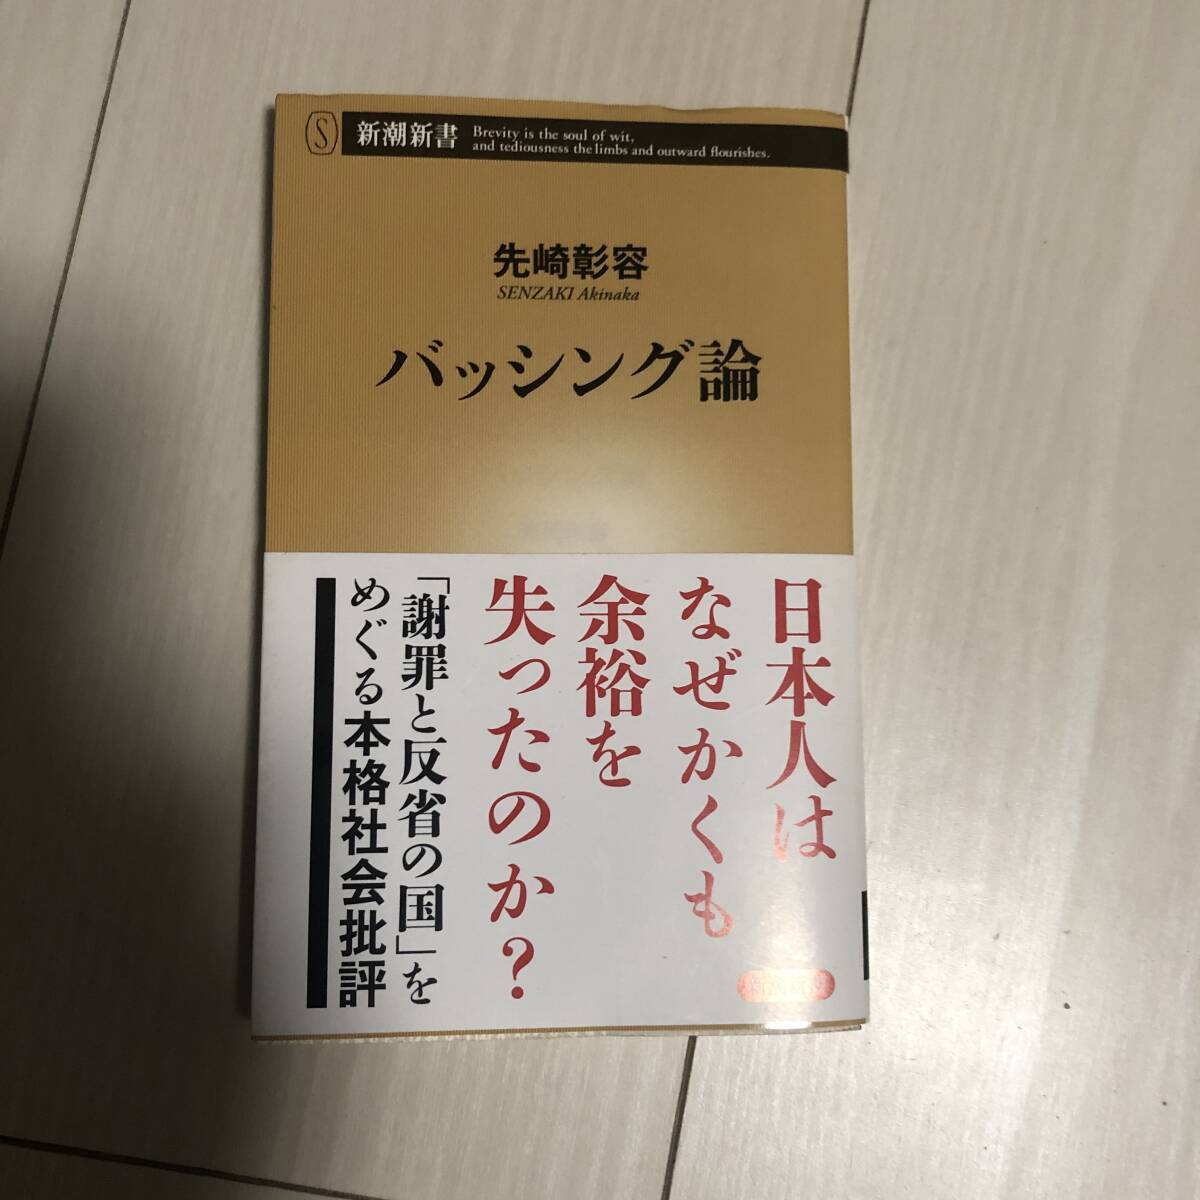 S
新潮新書
Brevity is the soul of wit,
and tediousness the limbs and outward flourishes.
先崎彰容
SENZAKI Akinaka
バッシング論
日本人は
なぜかくも
余裕を
失ったのか?
「謝罪と反省の国」を
めぐる本格社会批評